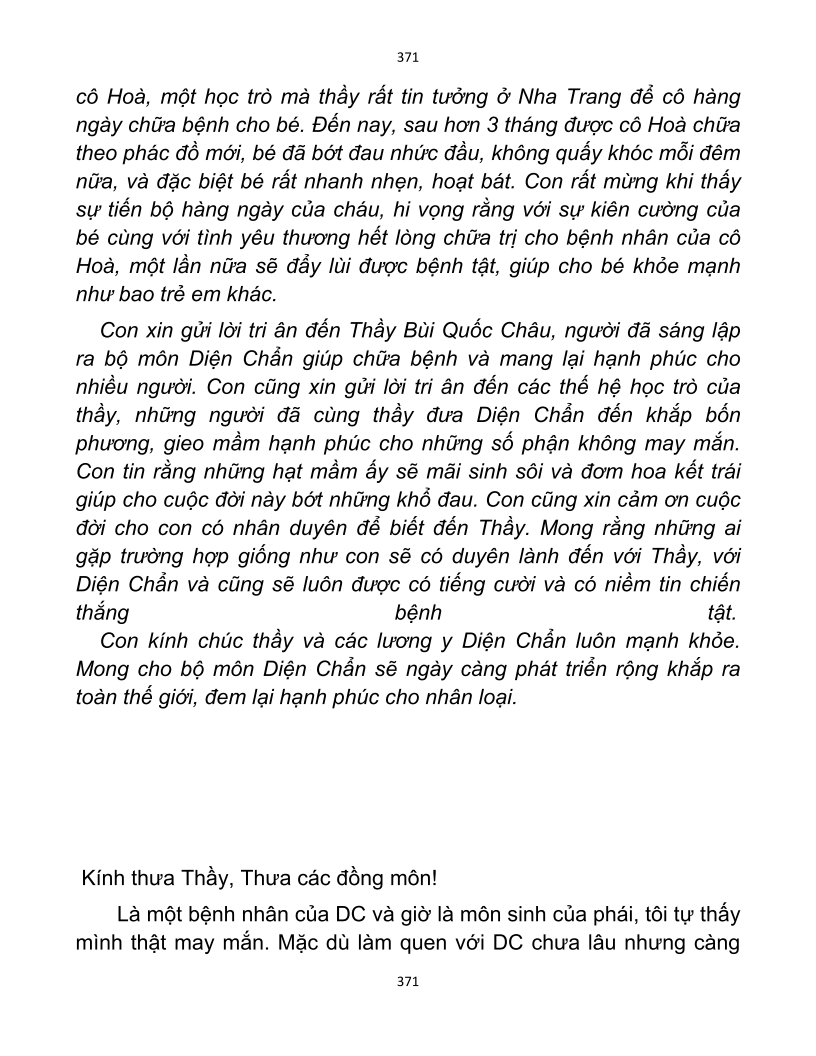 371
cô Hoà, một học trò mà thầy rất tin tưởng ở Nha Trang để cô hàng
ngày chữa bệnh cho bé. Đến nay, sau hơn 3 tháng được cô Hoà chữa
theo phác đồ mới, bé đã bớt đau nhức đầu, không quấy khóc mỗi đêm
nữa, và đặc biệt bé rất nhanh nhẹn, hoạt bát. Con rất mừng khi thấy
sự tiến bộ hàng ngày của cháu, hi vọng rằng với sự kiên cường của
bé cùng với tình yêu thương hết lòng chữa trị cho bệnh nhân của cô
Hoà, một lần nữa sẽ đẩy lùi được bệnh tật, giúp cho bé khỏe mạnh
như bao trẻ em khác.
Con xin gửi lời tri ân đến Thầy Bùi Quốc Châu, người đã sáng lập
ra bộ môn Diện Chẩn giúp chữa bệnh và mang lại hạnh phúc cho
nhiều người. Con cũng xin gửi lời tri ân đến các thế hệ học trò của
thầy, những người đã cùng thầy đưa Diện Chẩn đến khắp bốn
phương, gieo mầm hạnh phúc cho những số phận không may mắn.
Con tin rằng những hạt mầm ấy sẽ mãi sinh sôi và đơm hoa kết trái
giúp cho cuộc đời này bớt những khổ đau. Con cũng xin cảm ơn cuộc
đời cho con có nhân duyên để biết đến Thầy. Mong rằng những ai
gặp trường hợp giống như con sẽ có duyên lành đến với Thầy, với
Diện Chẩn và cũng sẽ luôn được có tiếng cười và có niềm tin chiến
thắng bệnh tật.
Con kính chúc thầy và các lương y Diện Chẩn luôn mạnh khỏe.
Mong cho bộ môn Diện Chẩn sẽ ngày càng phát triển rộng khắp ra
toàn thế giới, đem lại hạnh phúc cho nhân loại.
Kính thưa Thầy, Thưa các đồng môn!
Là một bệnh nhân của DC và giờ là môn sinh của phái, tôi tự thấy
mình thật may mắn. Mặc dù làm quen với DC chưa lâu nhưng càng
371